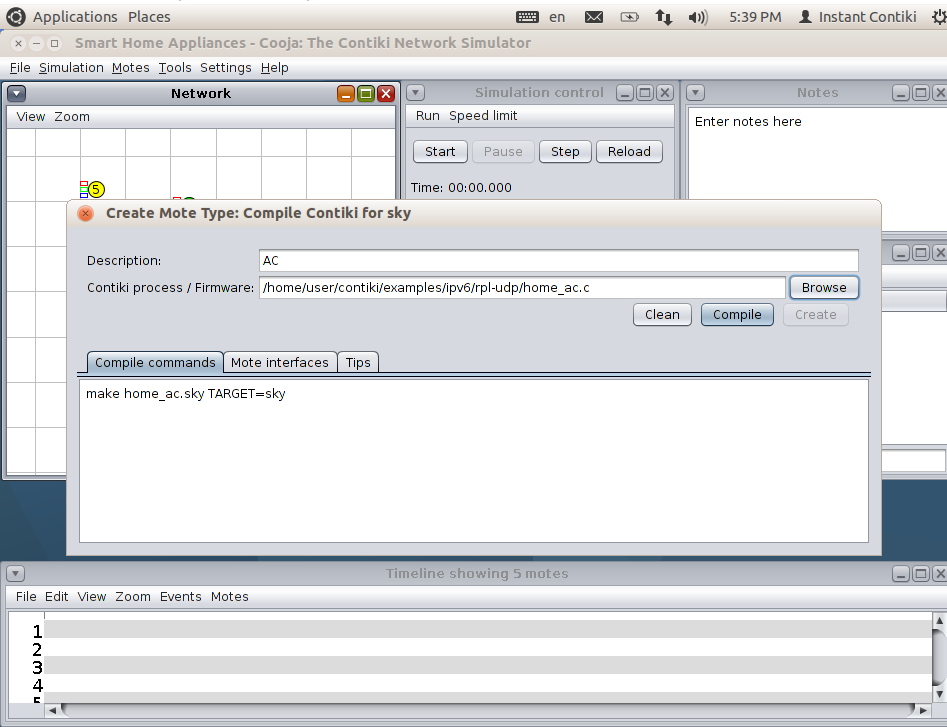 Applications Places en 5:39 PM Instant Contiki
Smart Home Appliances - Cooja: The Contiki Network Simulator
File Simulation Motes Tools Settings Help
Network
View Zoom
5
Simulation control
Run Speed limit
Start Pause Step Reload
Time: 00:00.000
Notes
Enter notes here
Create Mote Type: Compile Contiki for sky
Description: AC
Contiki process / Firmware: /home/user/contiki/examples/ipv6/rpl-udp/home_ac.c Browse
Clean Compile Create
Compile commands Mote interfaces Tips
make home_ac.sky TARGET=sky
Timeline showing 5 motes
File Edit View Zoom Events Motes
1
2
3
4
5